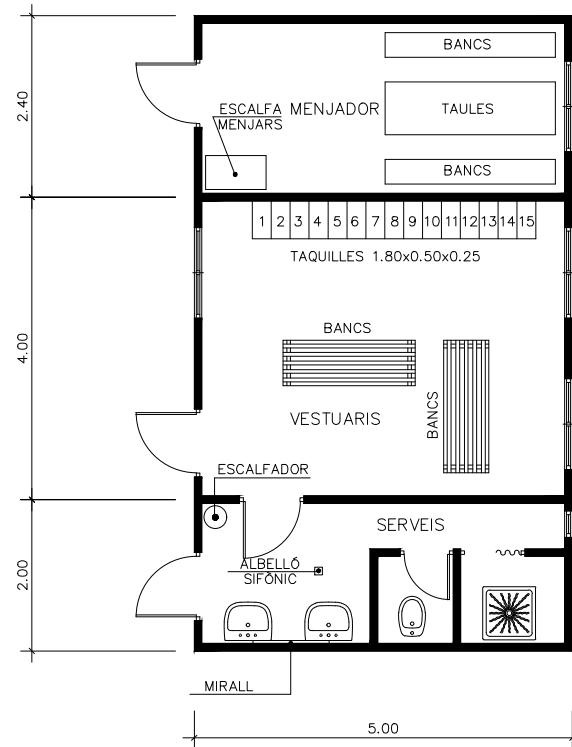 BANCS
2.40
ESCALFA
MENJARS
MENJADOR
TAULES
BANCS
1 2 3 4 5 6 7 8 9 10 11 12 13 14 15
TAQUILLES 1.80x0.50x0.25
4.00
BANCS
BANCS
VESTUARIS
ESCALFADOR
SERVEIS
2.00
ALBELLÓ
SIFÒNIC
MIRALL
5.00